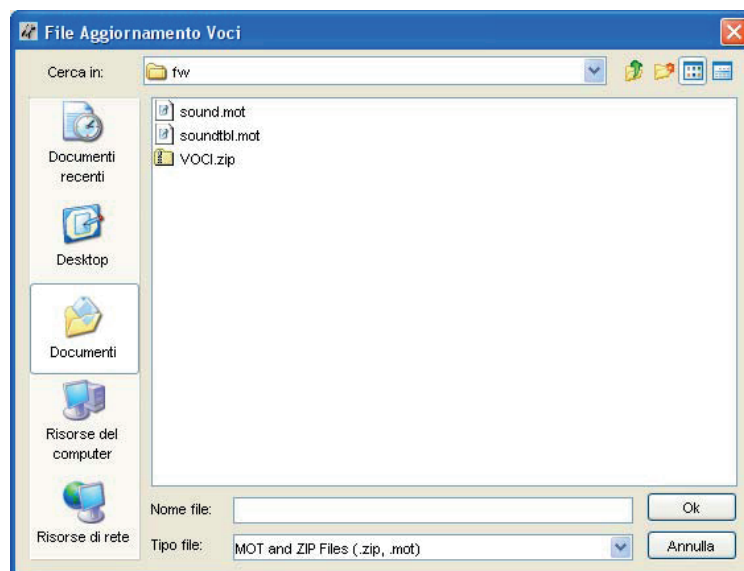 File Aggiornamento Voci
Cerca in:
fw
sound.mot
soundtbl.mot
VOCI.zip
Documenti
recenti
Desktop
Documenti
Risorse del
computer
Risorse di rete
Nome file:
Ok
Tipo file:
MOT and ZIP Files (.zip, .mot)
Annulla